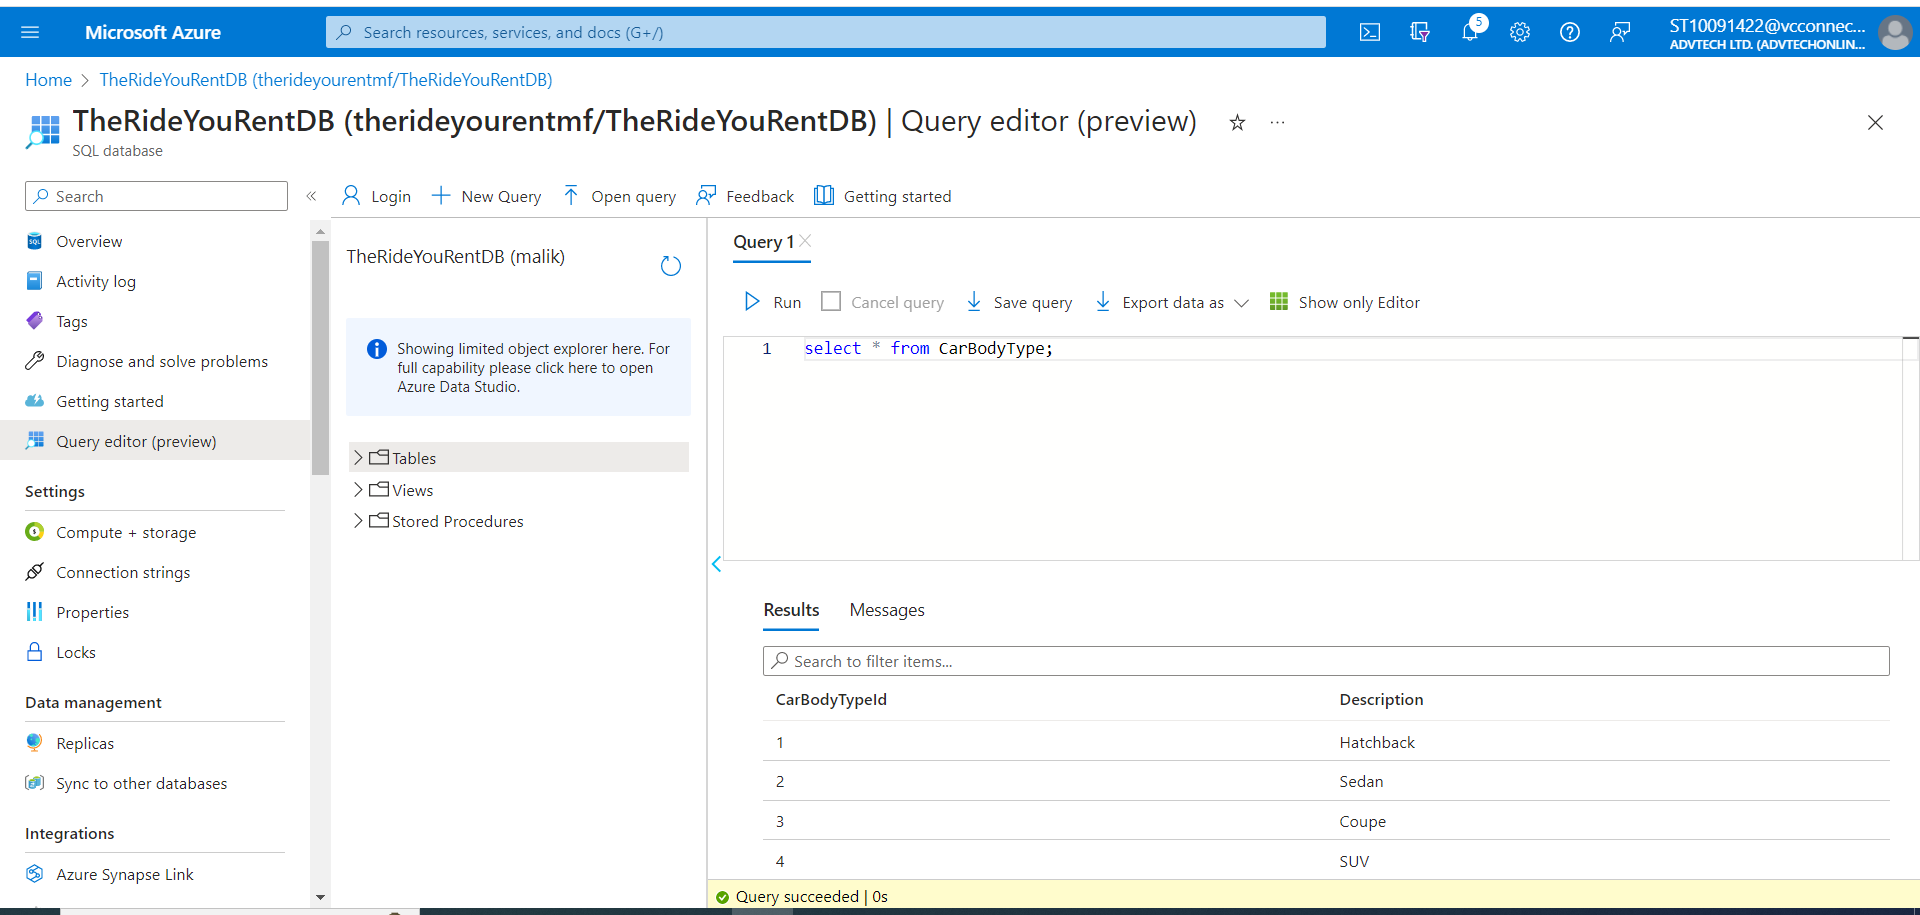 Microsoft Azure
Search resources, services, and docs (G+/)
5
ST10091422@vcconnec...
ADVTECH LTD. (ADVTECHONLIN...
Home > TheRideYouRentDB (therideyourentmf/TheRideYouRentDB)
TheRideYouRentDB (therideyourentmf/TheRideYouRentDB) | Query editor (preview)
SQL database
Search
Overview
Activity log
Tags
Diagnose and solve problems
Getting started
Query editor (preview)
Settings
Compute + storage
Connection strings
Properties
Locks
Data management
Replicas
Sync to other databases
Integrations
Azure Synapse Link
Login
New Query
Open query
Feedback
Getting started
TheRideYouRentDB (malik)
Showing limited object explorer here. For
full capability please click here to open
Azure Data Studio.
Tables
Views
Stored Procedures
Query 1
Run
Cancel query
Save query
Export data as
Show only Editor
1 select * from CarBodyType;
Results Messages
Search to filter items...
CarBodyTypeId Description
1 Hatchback
2 Sedan
3 Coupe
4 SUV
Query succeeded | 0s